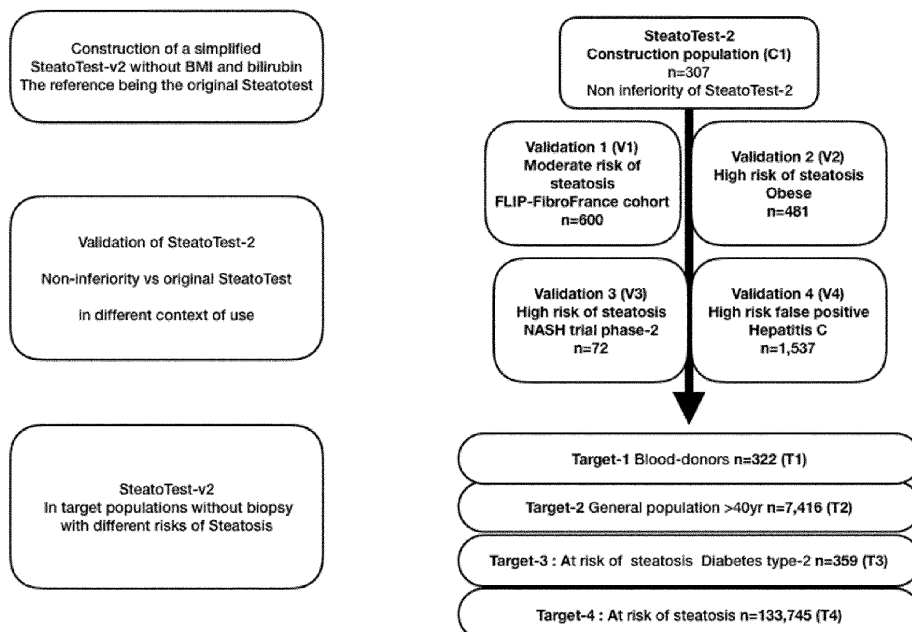 Construction of a simplified
SteatoTest-v2 without BMI and bilirubin
The reference being the original Steatotest
SteatoTest-2
Construction population (C1)
n=307
Non inferiority of SteatoTest-2
Validation 1 (V1)
Moderate risk of
steatosis
FLIP-FibroFrance cohort
n=600
Validation 2 (V2)
High risk of steatosis
Obese
n=481
Validation of SteatoTest-2
Non-inferiority vs original SteatoTest
in different context of use
Validation 3 (V3)
High risk of steatosis
NASH trial phase-2
n=72
Validation 4 (V4)
High risk false positive
Hepatitis C
n=1,537
SteatoTest-v2
In target populations without biopsy
with different risks of Steatosis
Target-1 Blood-donors n=322 (T1)
Target-2 General population >40yr n=7,416 (T2)
Target-3 : At risk of steatosis Diabetes type-2 n=359 (T3)
Target-4 : At risk of steatosis n=133,745 (T4)